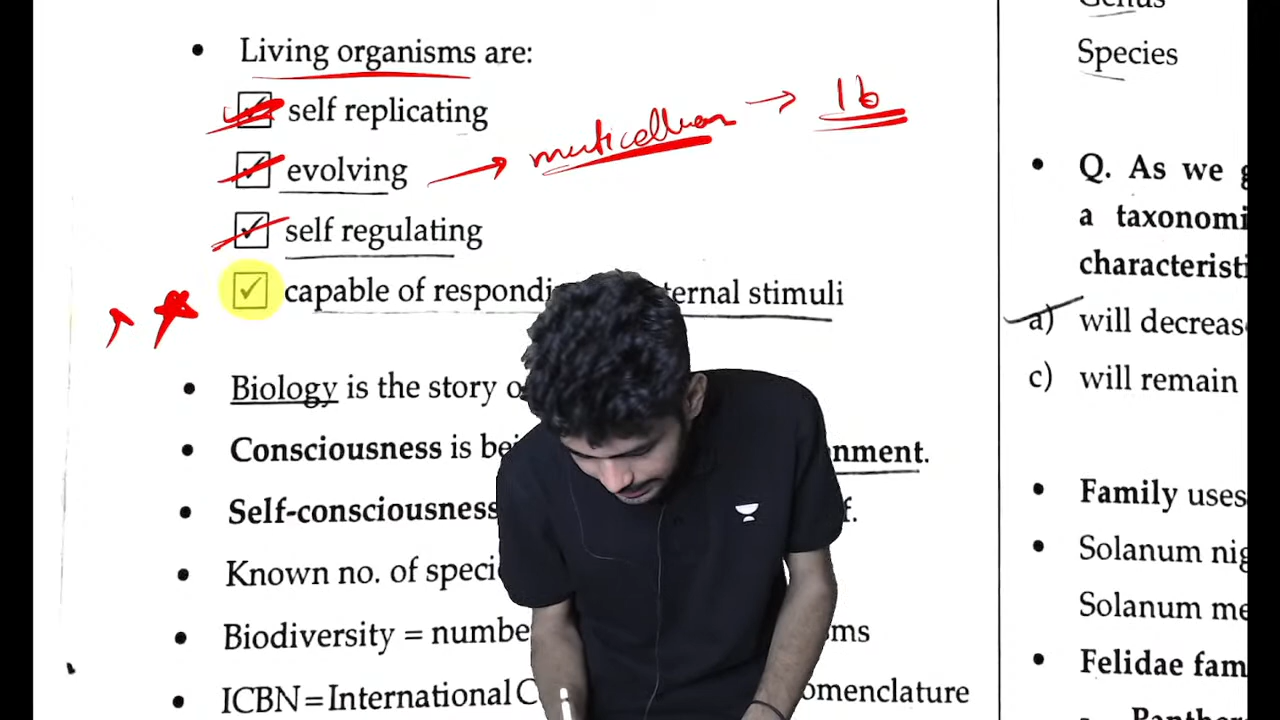 Living organisms are:
self replicating
evolving
muticelluar → 16
self regulating
capable of respondi ternal stimuli
Biology is the story o
Consciousness is bei nment.
Self-consciousness f.
Known no. of speci
Biodiversity = numbe ms
ICBN = International C omenclature
Genus
Species
Q. As we g
a taxonomi
characteristi
a) will decreas
c) will remain
Family uses
Solanum nig
Solanum me
Felidae fam
- Panther